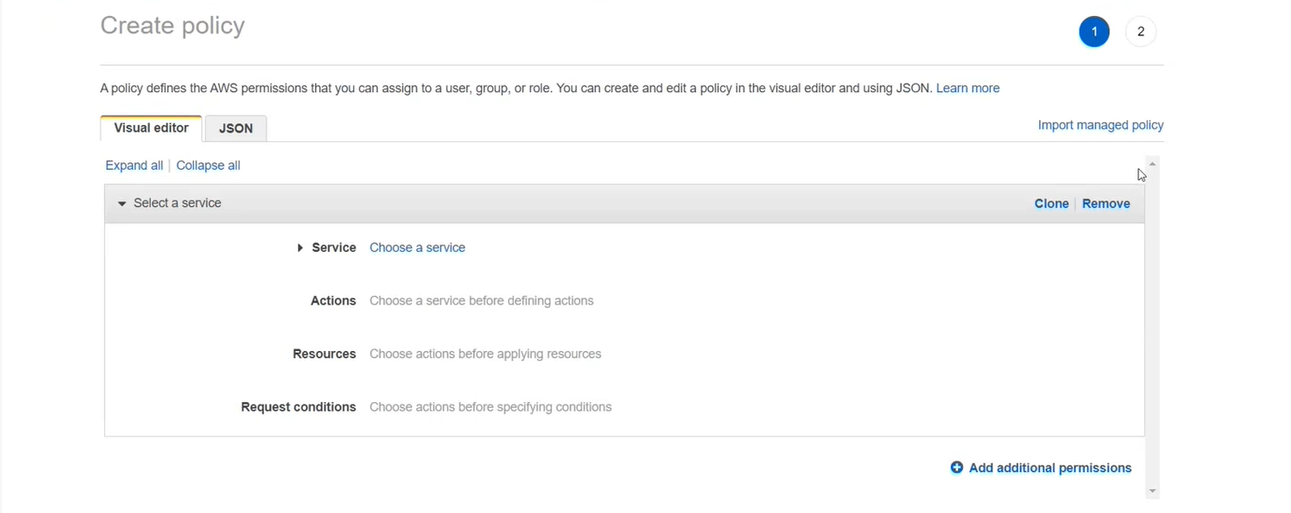 Create policy
1 2
A policy defines the AWS permissions that you can assign to a user, group, or role. You can create and edit a policy in the visual editor and using JSON. Learn more
Visual editor JSON Import managed policy
Expand all | Collapse all
Select a service Clone | Remove
Service Choose a service
Actions Choose a service before defining actions
Resources Choose actions before applying resources
Request conditions Choose actions before specifying conditions
Add additional permissions